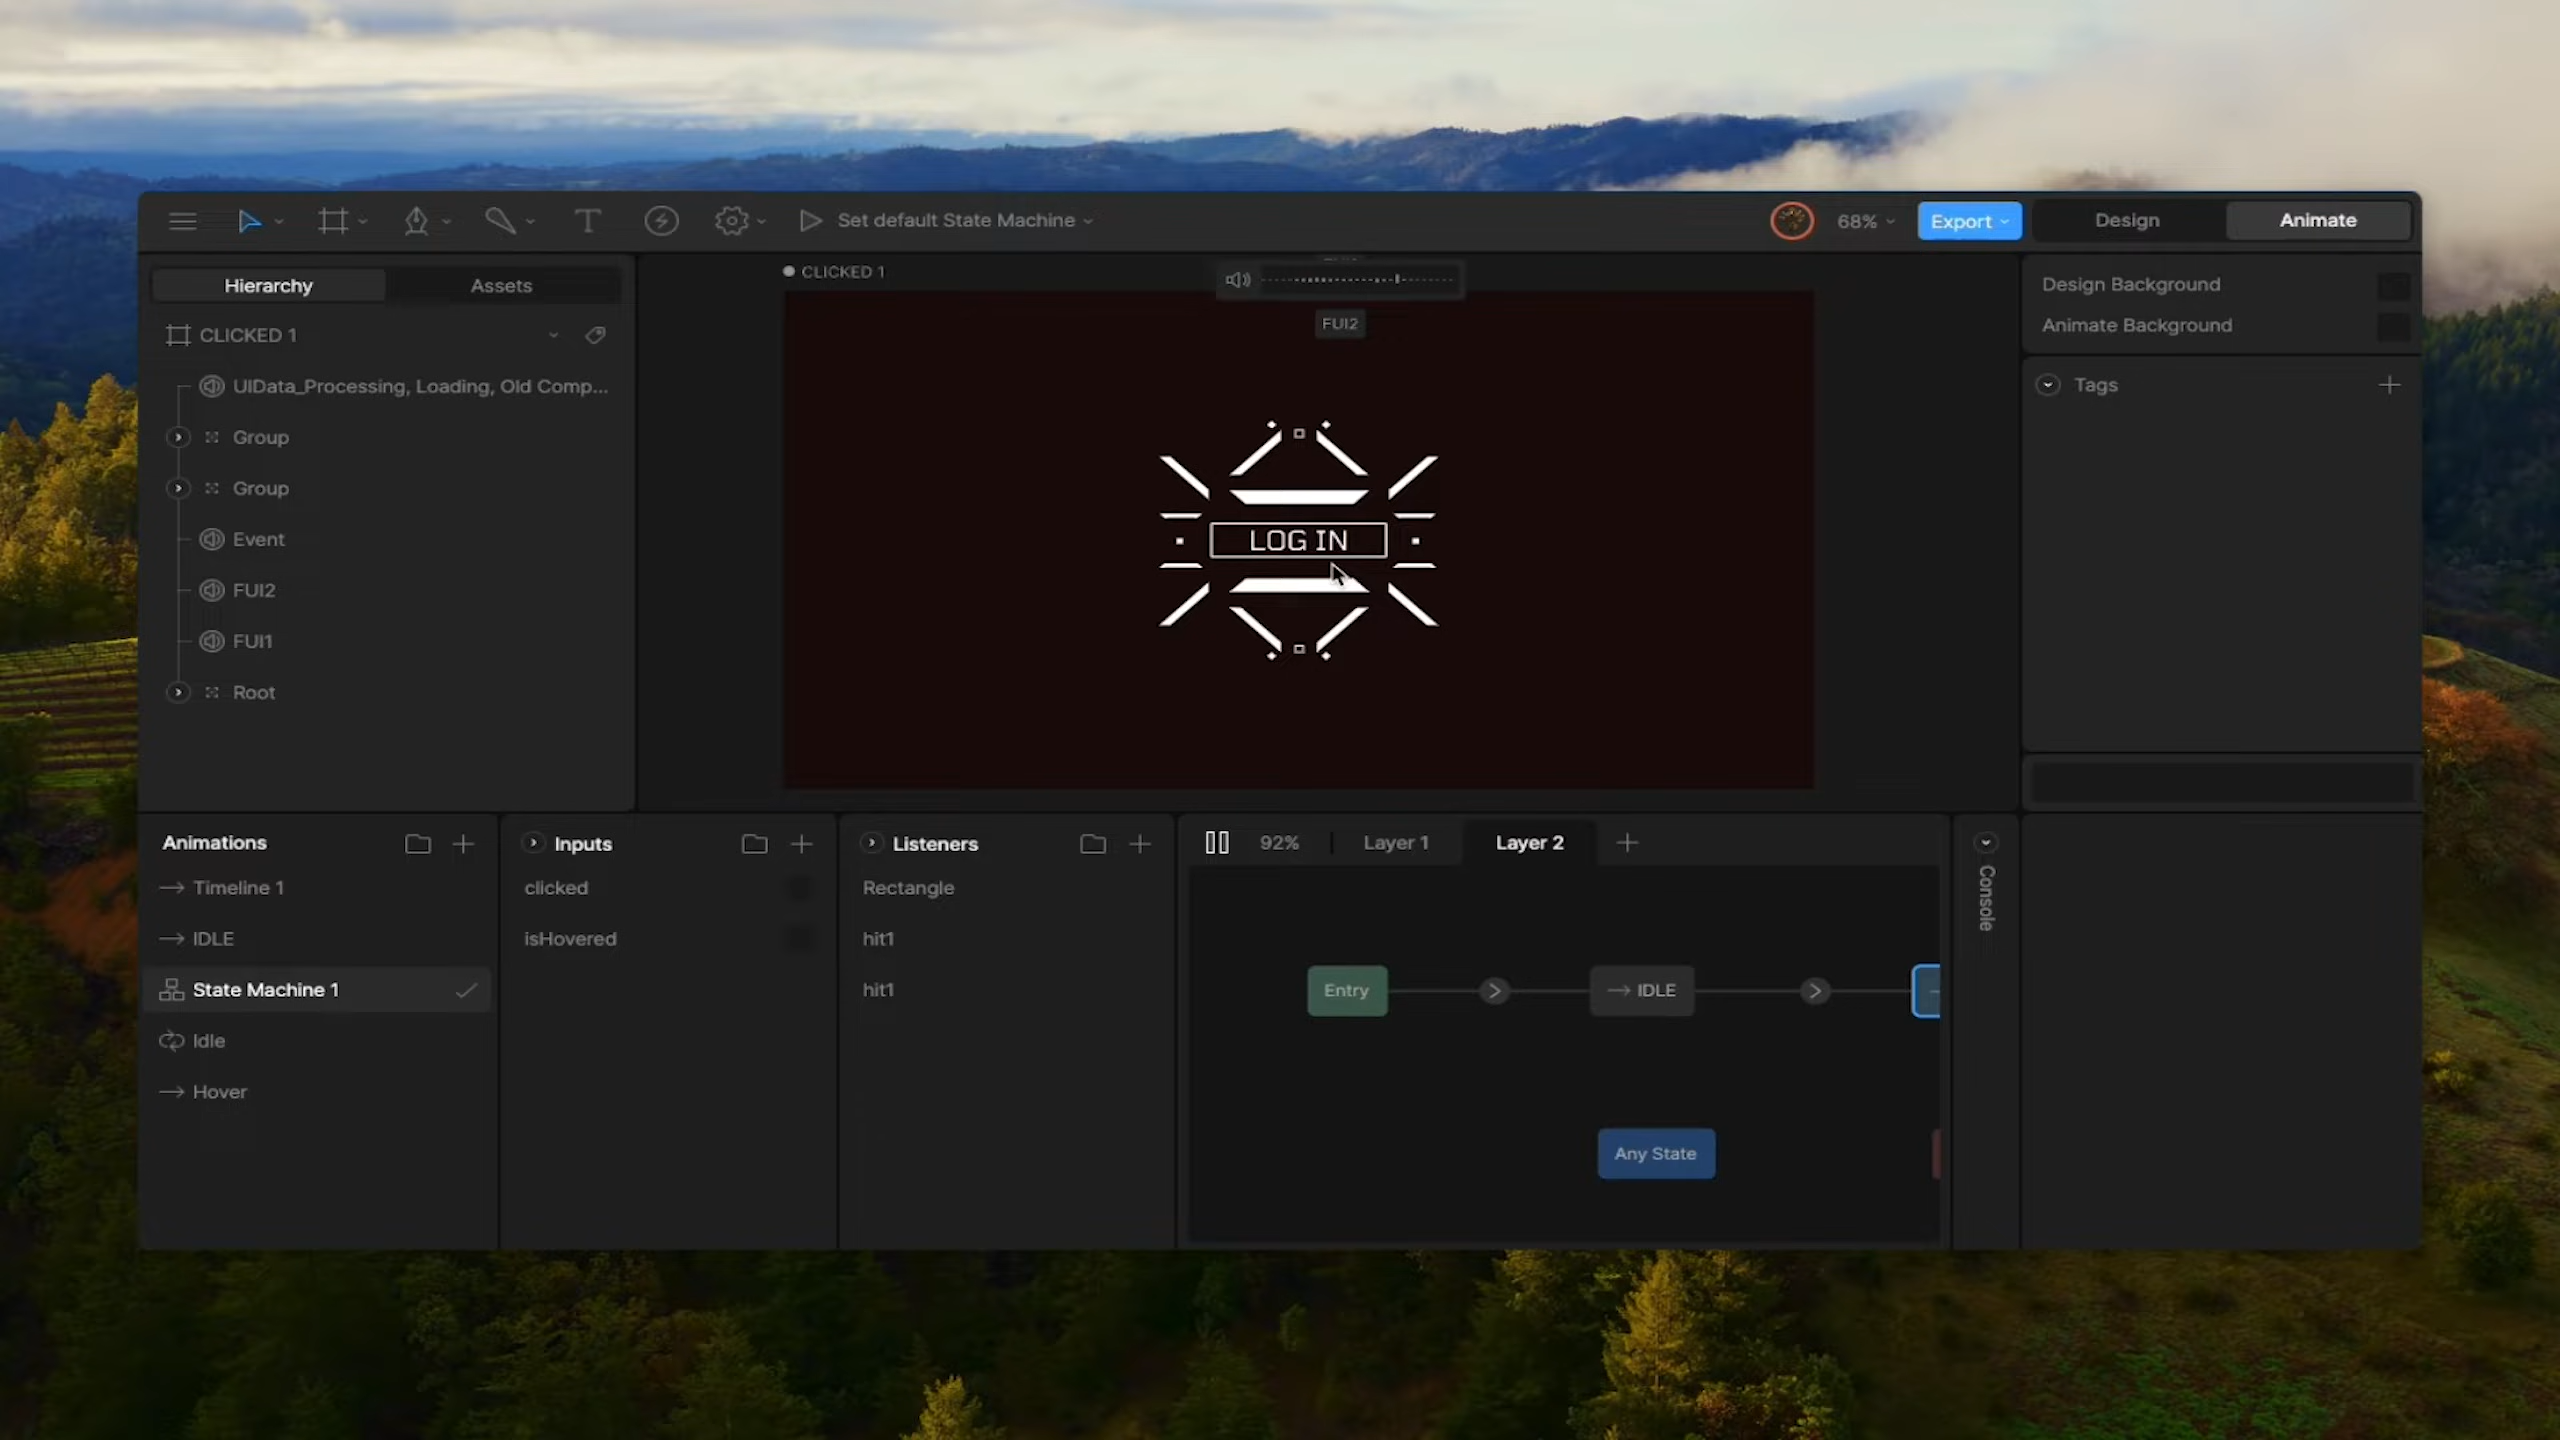 Set default State Machine
68%
Export
Design
Animate
Hierarchy
Assets
CLICKED 1
UIData_Processing, Loading, Old Comp...
Group
Group
Event
FUI2
FUI1
Root
CLICKED 1
FUI2
LOG IN
Design Background
Animate Background
Tags
Animations
Timeline 1
IDLE
State Machine 1
Idle
Hover
Inputs
clicked
isHovered
Listeners
Rectangle
hit1
hit1
92%
Layer 1
Layer 2
Entry
IDLE
Any State
Console